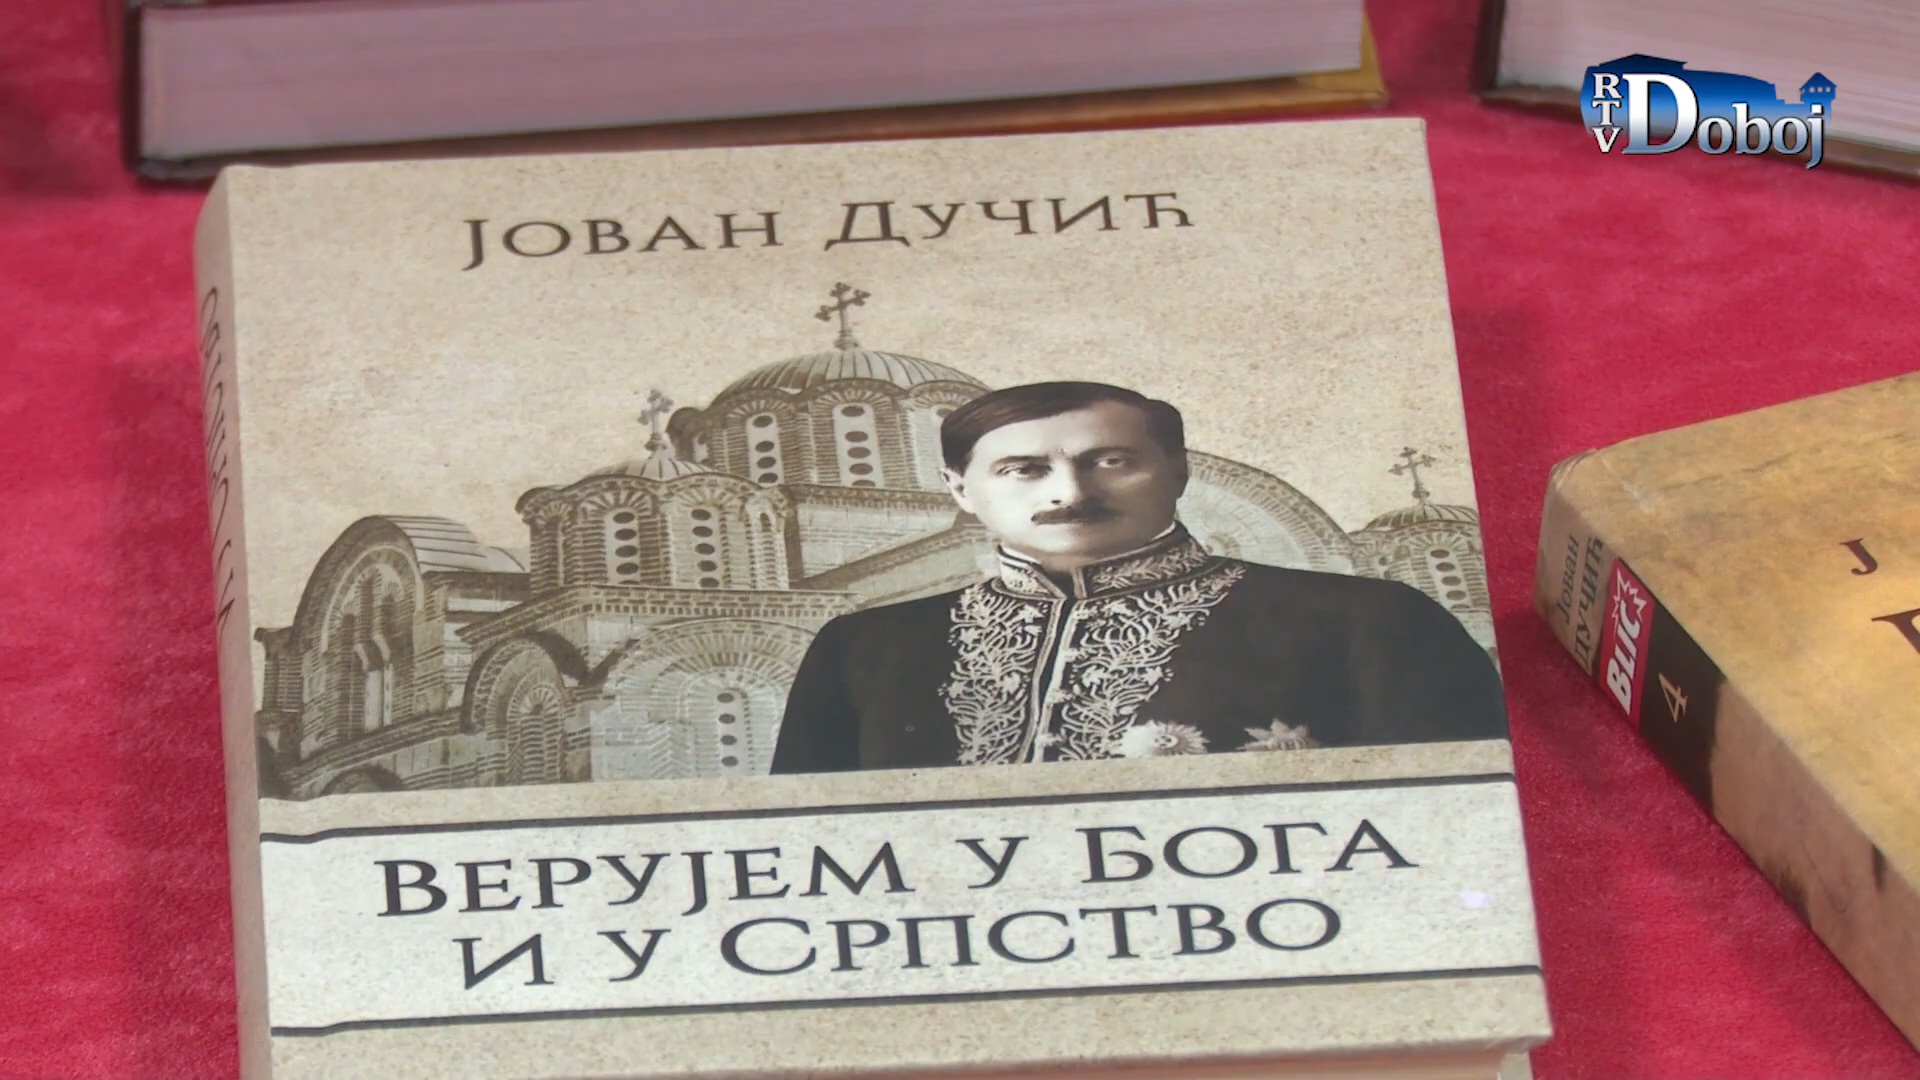 RTV Doboj
ЈОВАН ДУЧИЋ
ВЕРУЈЕМ У БОГА
И У СРПСТВО
ЈОВАН
ДУЧИЋ
BLIC
4
Ј